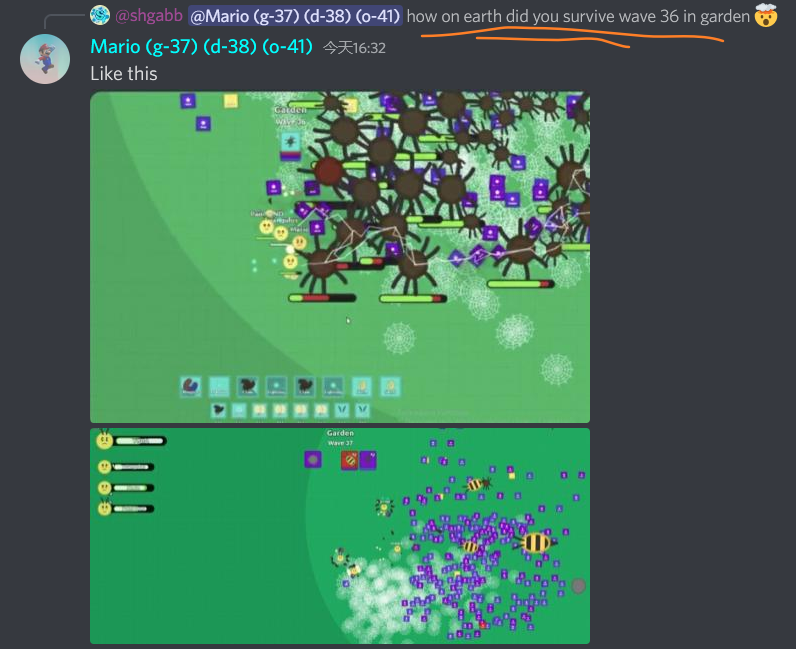 @shgabb @Mario (g-37) (d-38) (o-41) how on earth did you survive wave 36 in garden 🤯
Mario (g-37) (d-38) (o-41) 今天16:32
Like this
Garden
Wave 36
Garden
Wave 37